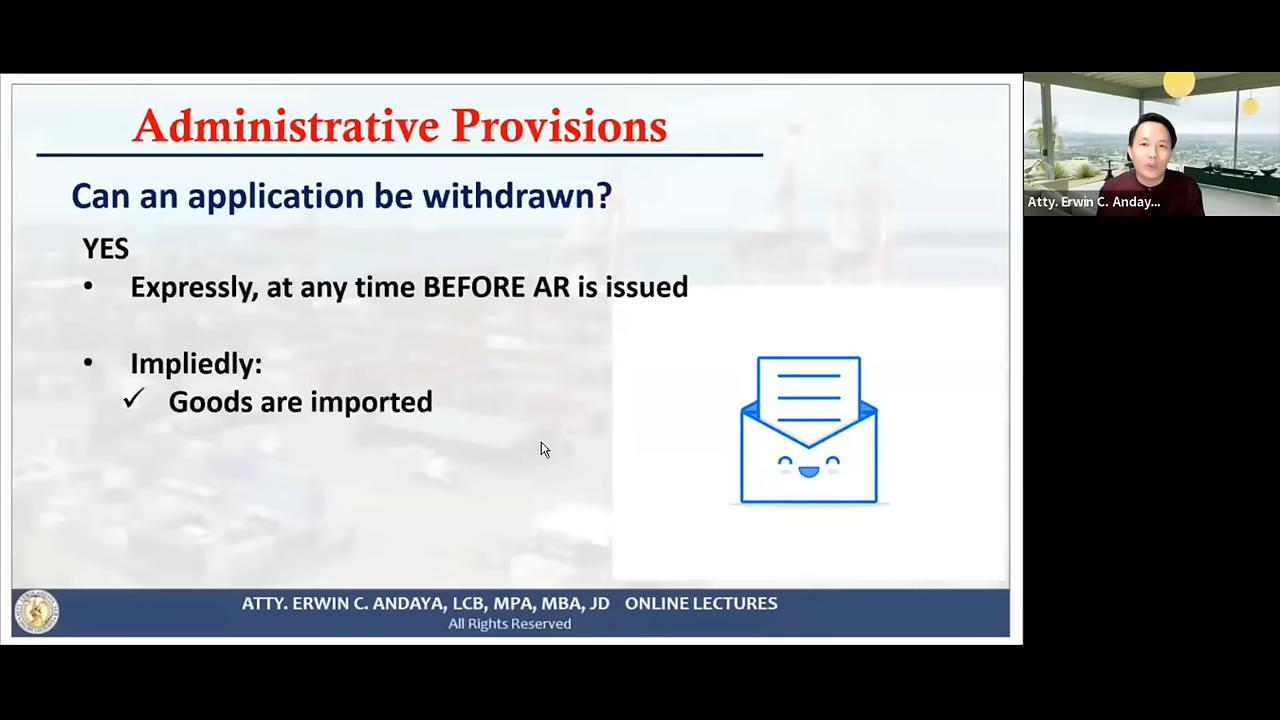 Administrative Provisions
Can an application be withdrawn?
YES
• Expressly, at any time BEFORE AR is issued
• Impliedly:
✓ Goods are imported
ATTY. ERWIN C. ANDAYA, LCB, MPA, MBA, JD ONLINE LECTURES
All Rights Reserved
Atty. Erwin C. Anday...